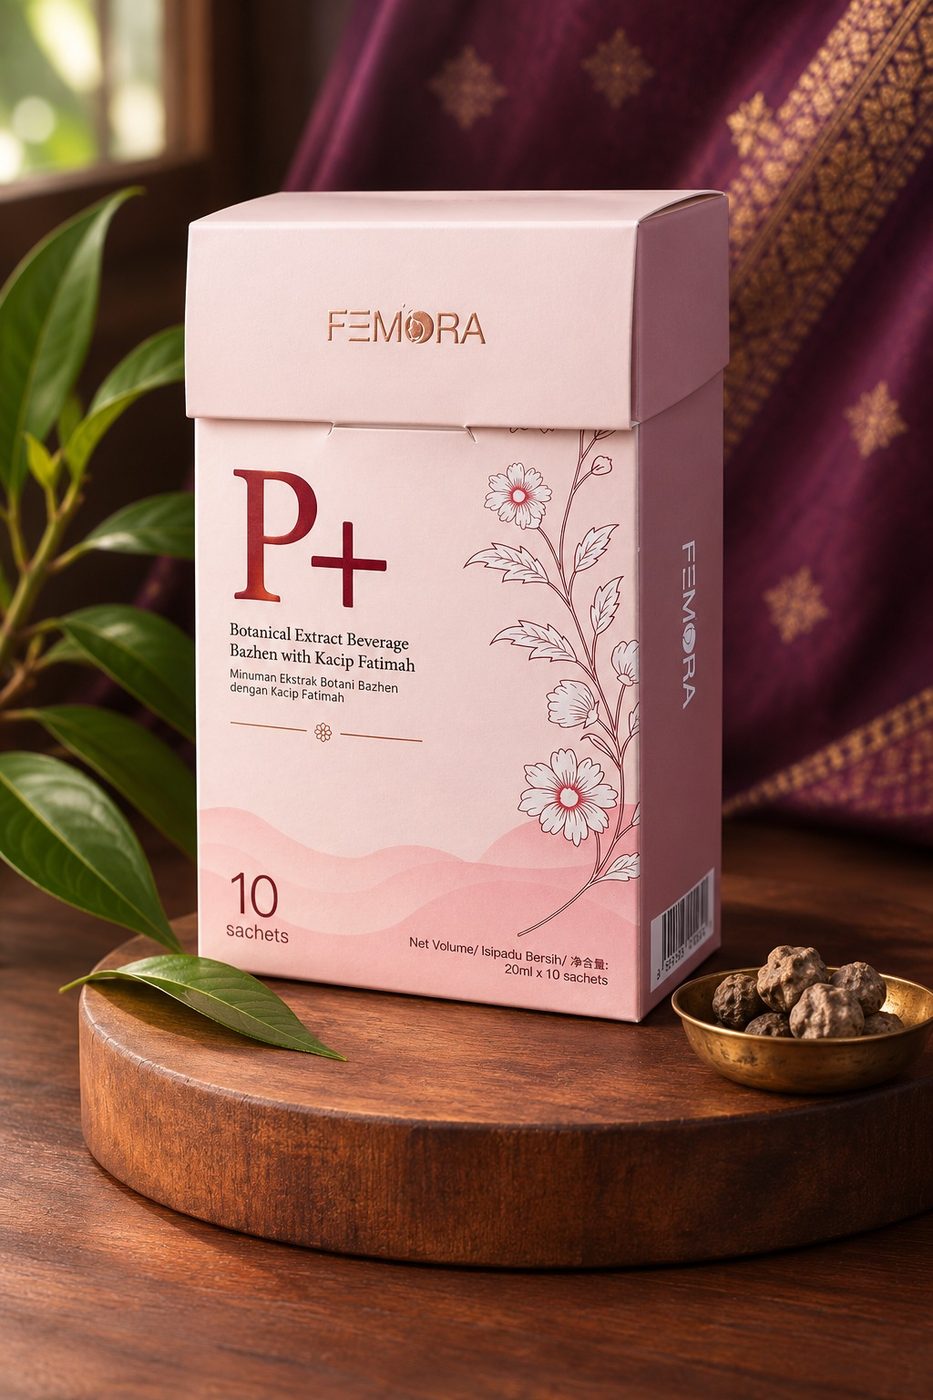 FEMORA
P+
Botanical Extract Beverage
Bazhen with Kacip Fatimah
Minuman Ekstrak Botani Bazhen
dengan Kacip Fatimah
10
sachets
Net Volume/ Isipadu Bersih/ 净含量:
20ml x 10 sachets
FEMORA